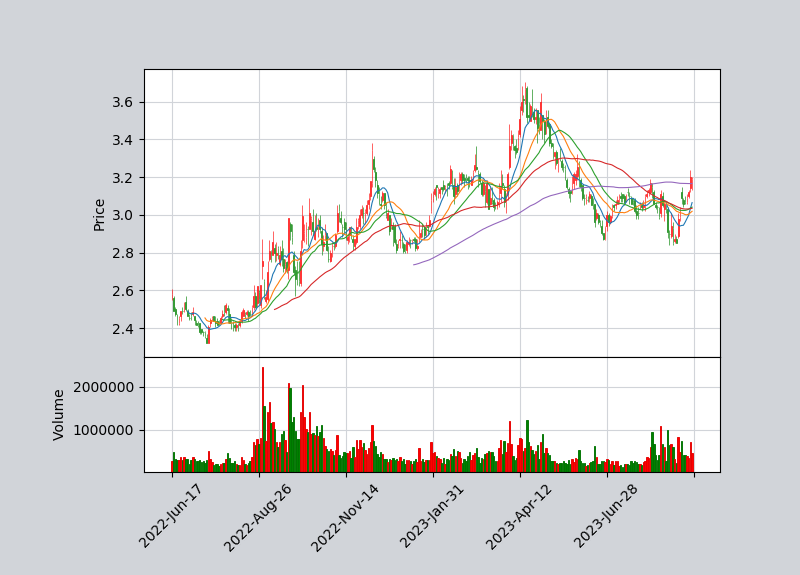 Price
3.6
3.4
3.2
3.0
2.8
2.6
2.4
Volume
2000000
1000000
2022-Jun-17
2022-Aug-26
2022-Nov-14
2023-Jan-31
2023-Apr-12
2023-Jun-28